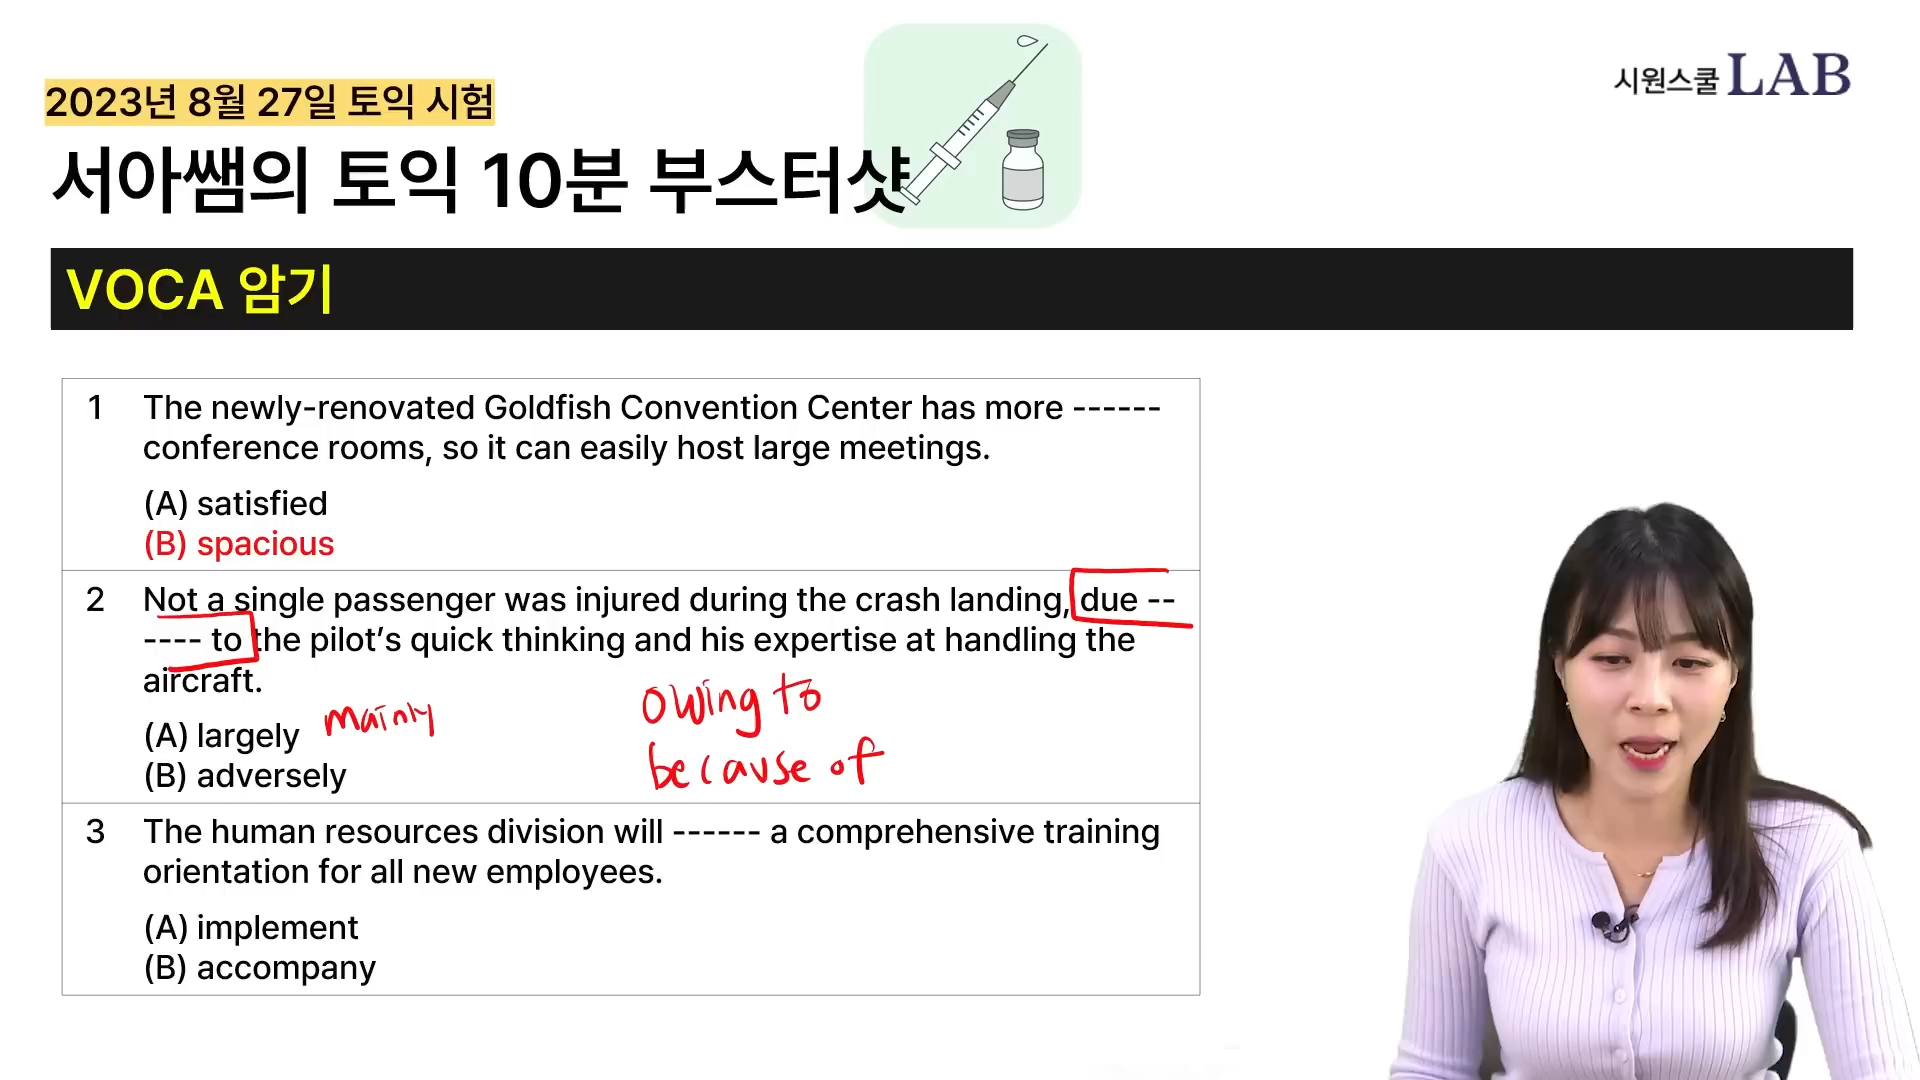 2023년 8월 27일 토익 시험
시원스쿨 LAB
서아쌤의 토익 10분 부스터샷
VOCA 암기
1 The newly-renovated Goldfish Convention Center has more ------
conference rooms, so it can easily host large meetings.
(A) satisfied
(B) spacious
2 Not a single passenger was injured during the crash landing, due --
---- to the pilot's quick thinking and his expertise at handling the
aircraft.
(A) largely mainly
(B) adversely
owing to
because of
3 The human resources division will ------ a comprehensive training
orientation for all new employees.
(A) implement
(B) accompany